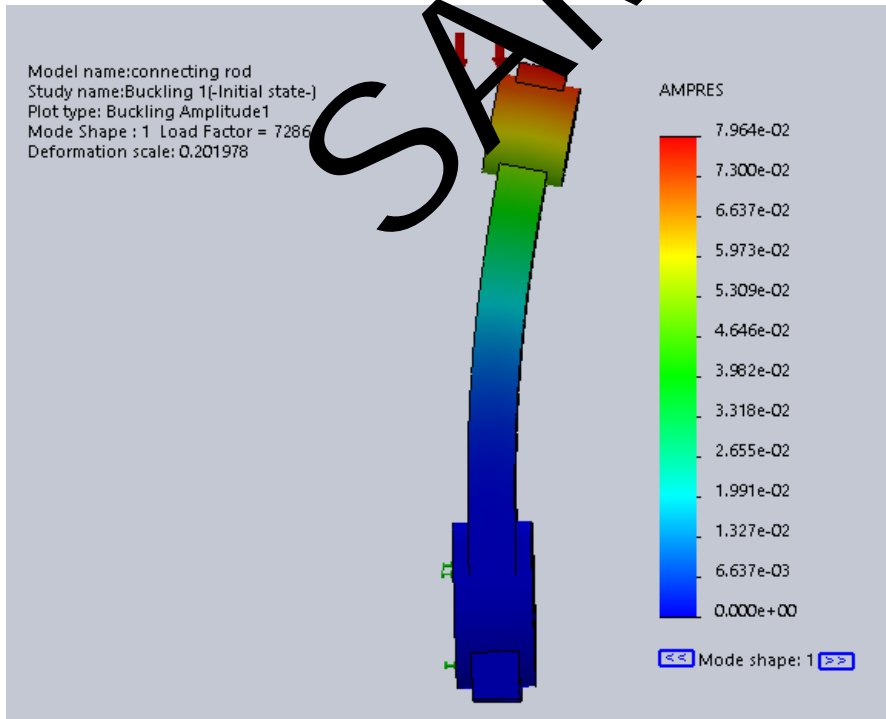 Model name:connecting rod
Study name:Buckling 1(-Initial state-)
Plot type: Buckling Amplitude1
Mode Shape : 1 Load Factor = 7286
Deformation scale: 0.201978
AMPRES
7.964e-02
7.300e-02
6.637e-02
5.973e-02
5.309e-02
4.646e-02
3.982e-02
3.318e-02
2.655e-02
1.991e-02
1.327e-02
6.637e-03
0.000e+00
<< Mode shape: 1 >>